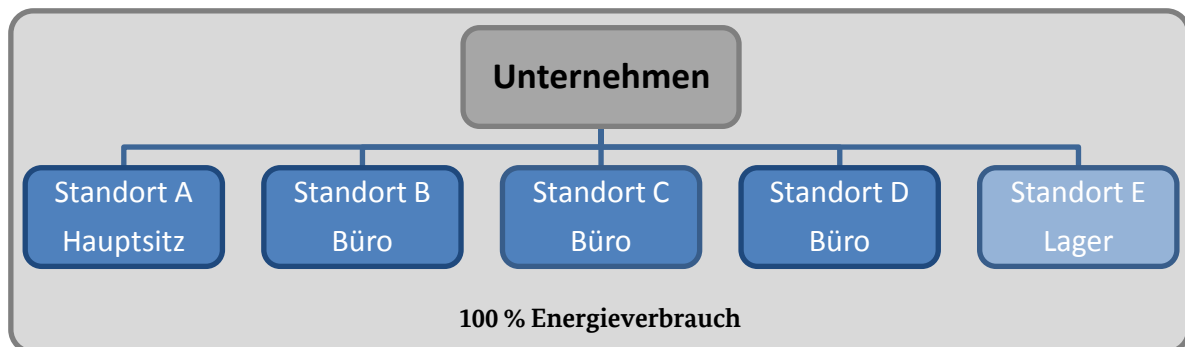 Unternehmen
Standort A
Hauptsitz
Standort B
Büro
Standort C
Büro
Standort D
Büro
Standort E
Lager
100 % Energieverbrauch